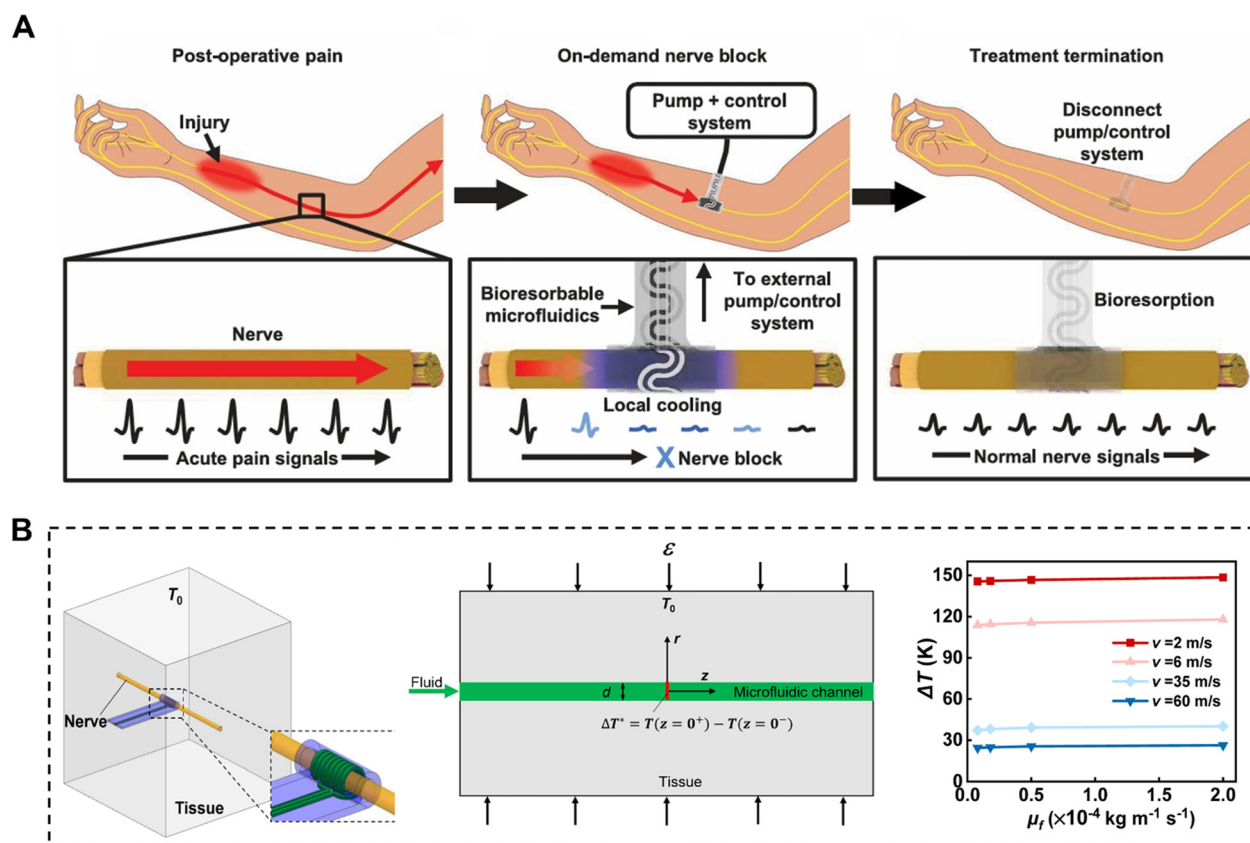 A
Post-operative pain
Injury
Nerve
Acute pain signals
On-demand nerve block
Pump + control
system
Bioresorbable
microfluidics
To external
pump/control
system
Local cooling
X Nerve block
Treatment termination
Disconnect
pump/control
system
Bioresorption
Normal nerve signals
B
T₀
Nerve
Tissue
ε
T₀
r
z
Fluid
d
Microfluidic channel
ΔT* = T(z = 0⁺) − T(z = 0⁻)
Tissue
ΔT (K)
150
120
90
60
30
0
v =2 m/s
v =6 m/s
v =35 m/s
v =60 m/s
0.0 0.5 1.0 1.5 2.0
μf (×10⁻⁴ kg m⁻¹ s⁻¹)